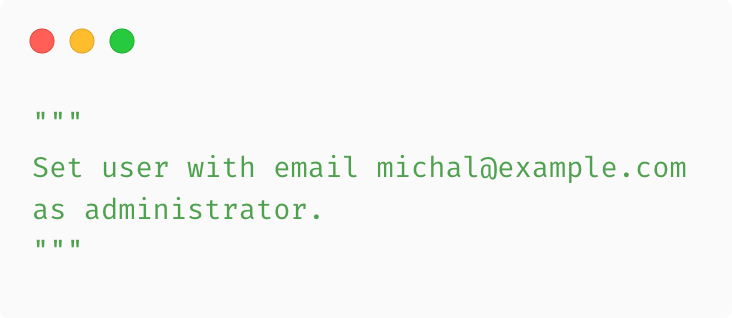 """
Set user with email michal@example.com
as administrator.
"""